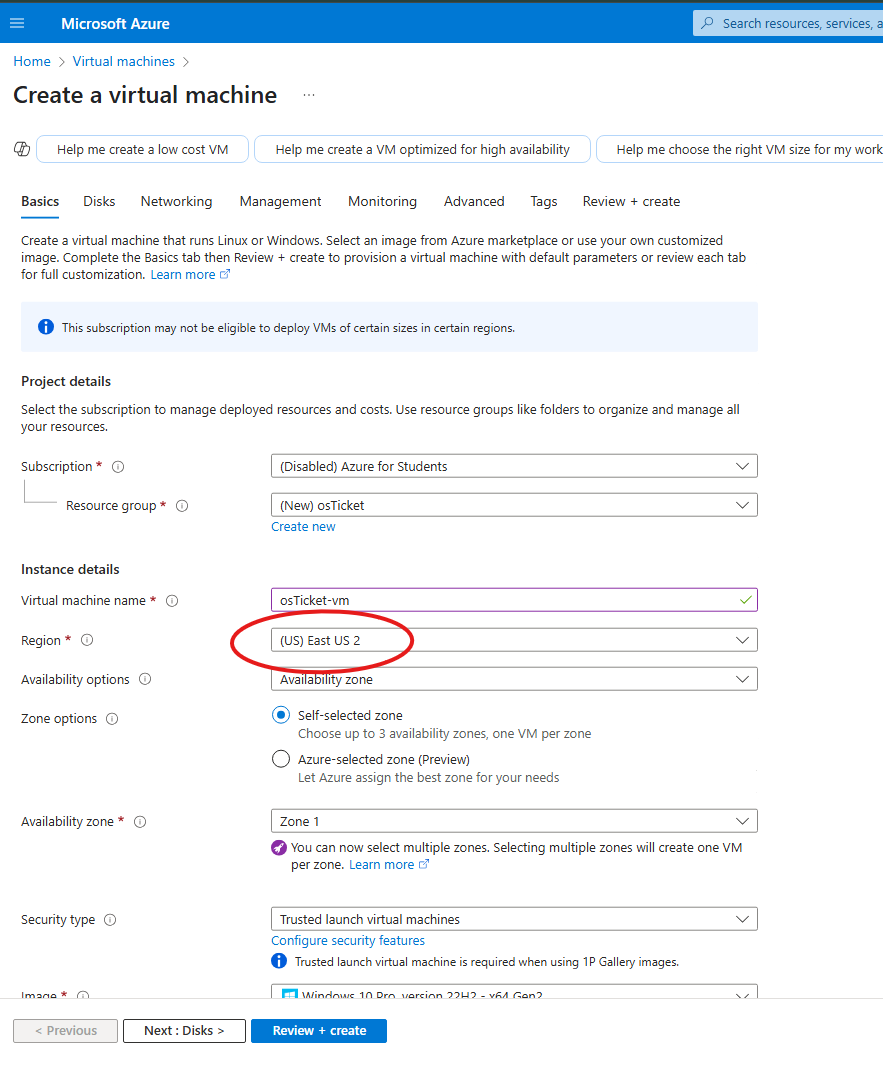 Microsoft Azure
Search resources, services, a
Home > Virtual machines >
Create a virtual machine ...
Help me create a low cost VM
Help me create a VM optimized for high availability
Help me choose the right VM size for my work
Basics Disks Networking Management Monitoring Advanced Tags Review + create
Create a virtual machine that runs Linux or Windows. Select an image from Azure marketplace or use your own customized
image. Complete the Basics tab then Review + create to provision a virtual machine with default parameters or review each tab
for full customization. Learn more
This subscription may not be eligible to deploy VMs of certain sizes in certain regions.
Project details
Select the subscription to manage deployed resources and costs. Use resource groups like folders to organize and manage all
your resources.
Subscription * (Disabled) Azure for Students
Resource group * (New) osTicket
Create new
Instance details
Virtual machine name * osTicket-vm
Region * (US) East US 2
Availability options Availability zone
Zone options Self-selected zone
Choose up to 3 availability zones, one VM per zone
Azure-selected zone (Preview)
Let Azure assign the best zone for your needs
Availability zone * Zone 1
You can now select multiple zones. Selecting multiple zones will create one VM
per zone. Learn more
Security type Trusted launch virtual machines
Configure security features
Trusted launch virtual machine is required when using 1P Gallery images.
Image * Windows 10 Pro, version 22H2 - x64 Gen2
< Previous Next : Disks > Review + create